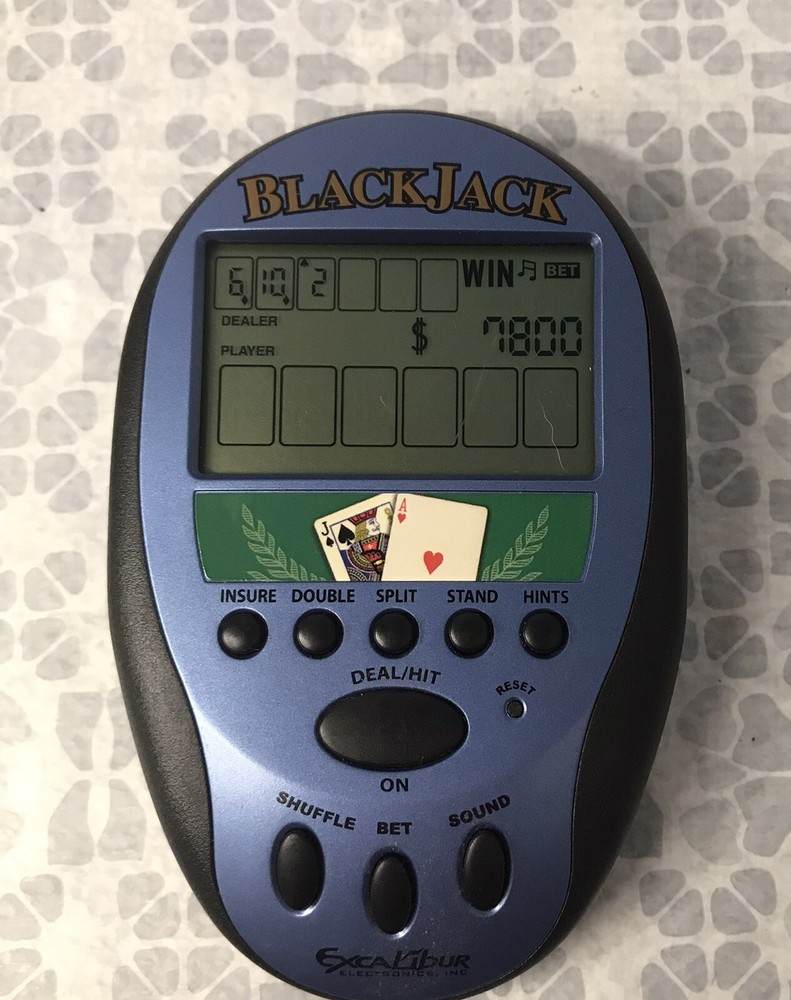 BLACKJACK
6 10 2 WIN BET
DEALER
$ 7800
PLAYER
J A
INSURE DOUBLE SPLIT STAND HINTS
DEAL/HIT
RESET
ON
SHUFFLE BET SOUND
EXCALIBUR
ELECTRONICS, INC